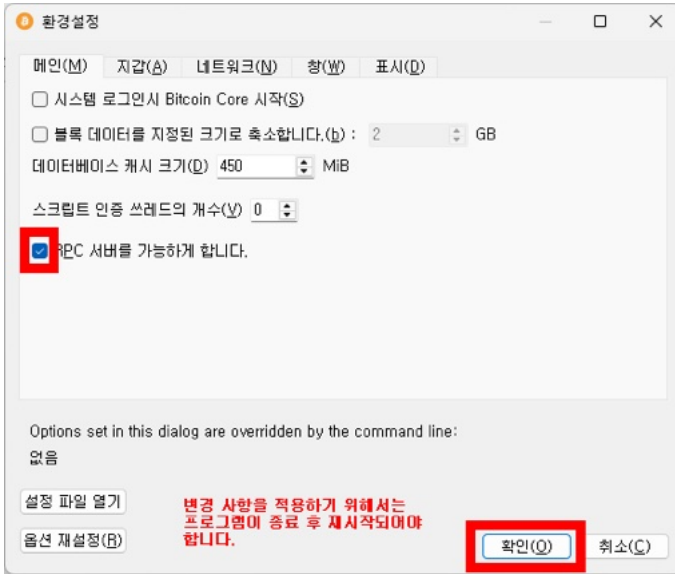 환경설정
메인(M) 지갑(A) 네트워크(N) 창(W) 표시(D)
시스템 로그인시 Bitcoin Core 시작(S)
블록 데이터를 지정된 크기로 축소합니다.(b) : 2 GB
데이터베이스 캐시 크기(D) 450 MiB
스크립트 인증 쓰레드의 개수(V) 0
RPC 서버를 가능하게 합니다.
Options set in this dialog are overridden by the command line:
없음
설정 파일 열기
변경 사항을 적용하기 위해서는
프로그램이 종료 후 재시작되어야
합니다.
옵션 재설정(R)
확인(O) 취소(C)